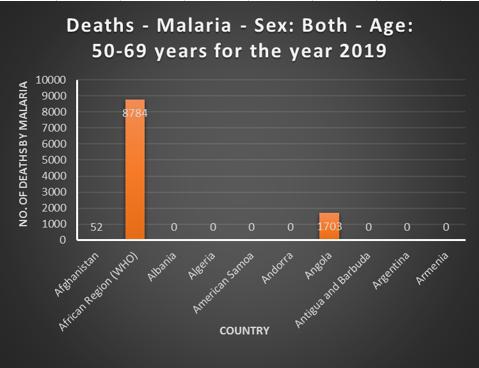 Deaths - Malaria - Sex: Both - Age:
50-69 years for the year 2019
NO. OF DEATHS BY MALARIA
10000
9000
8000
7000
6000
5000
4000
3000
2000
1000
0
52
8784
0
0
0
0
1703
0
0
0
Afghanistan
African Region (WHO)
Albania
Algeria
American Samoa
Andorra
Angola
Antigua and Barbuda
Argentina
Armenia
COUNTRY